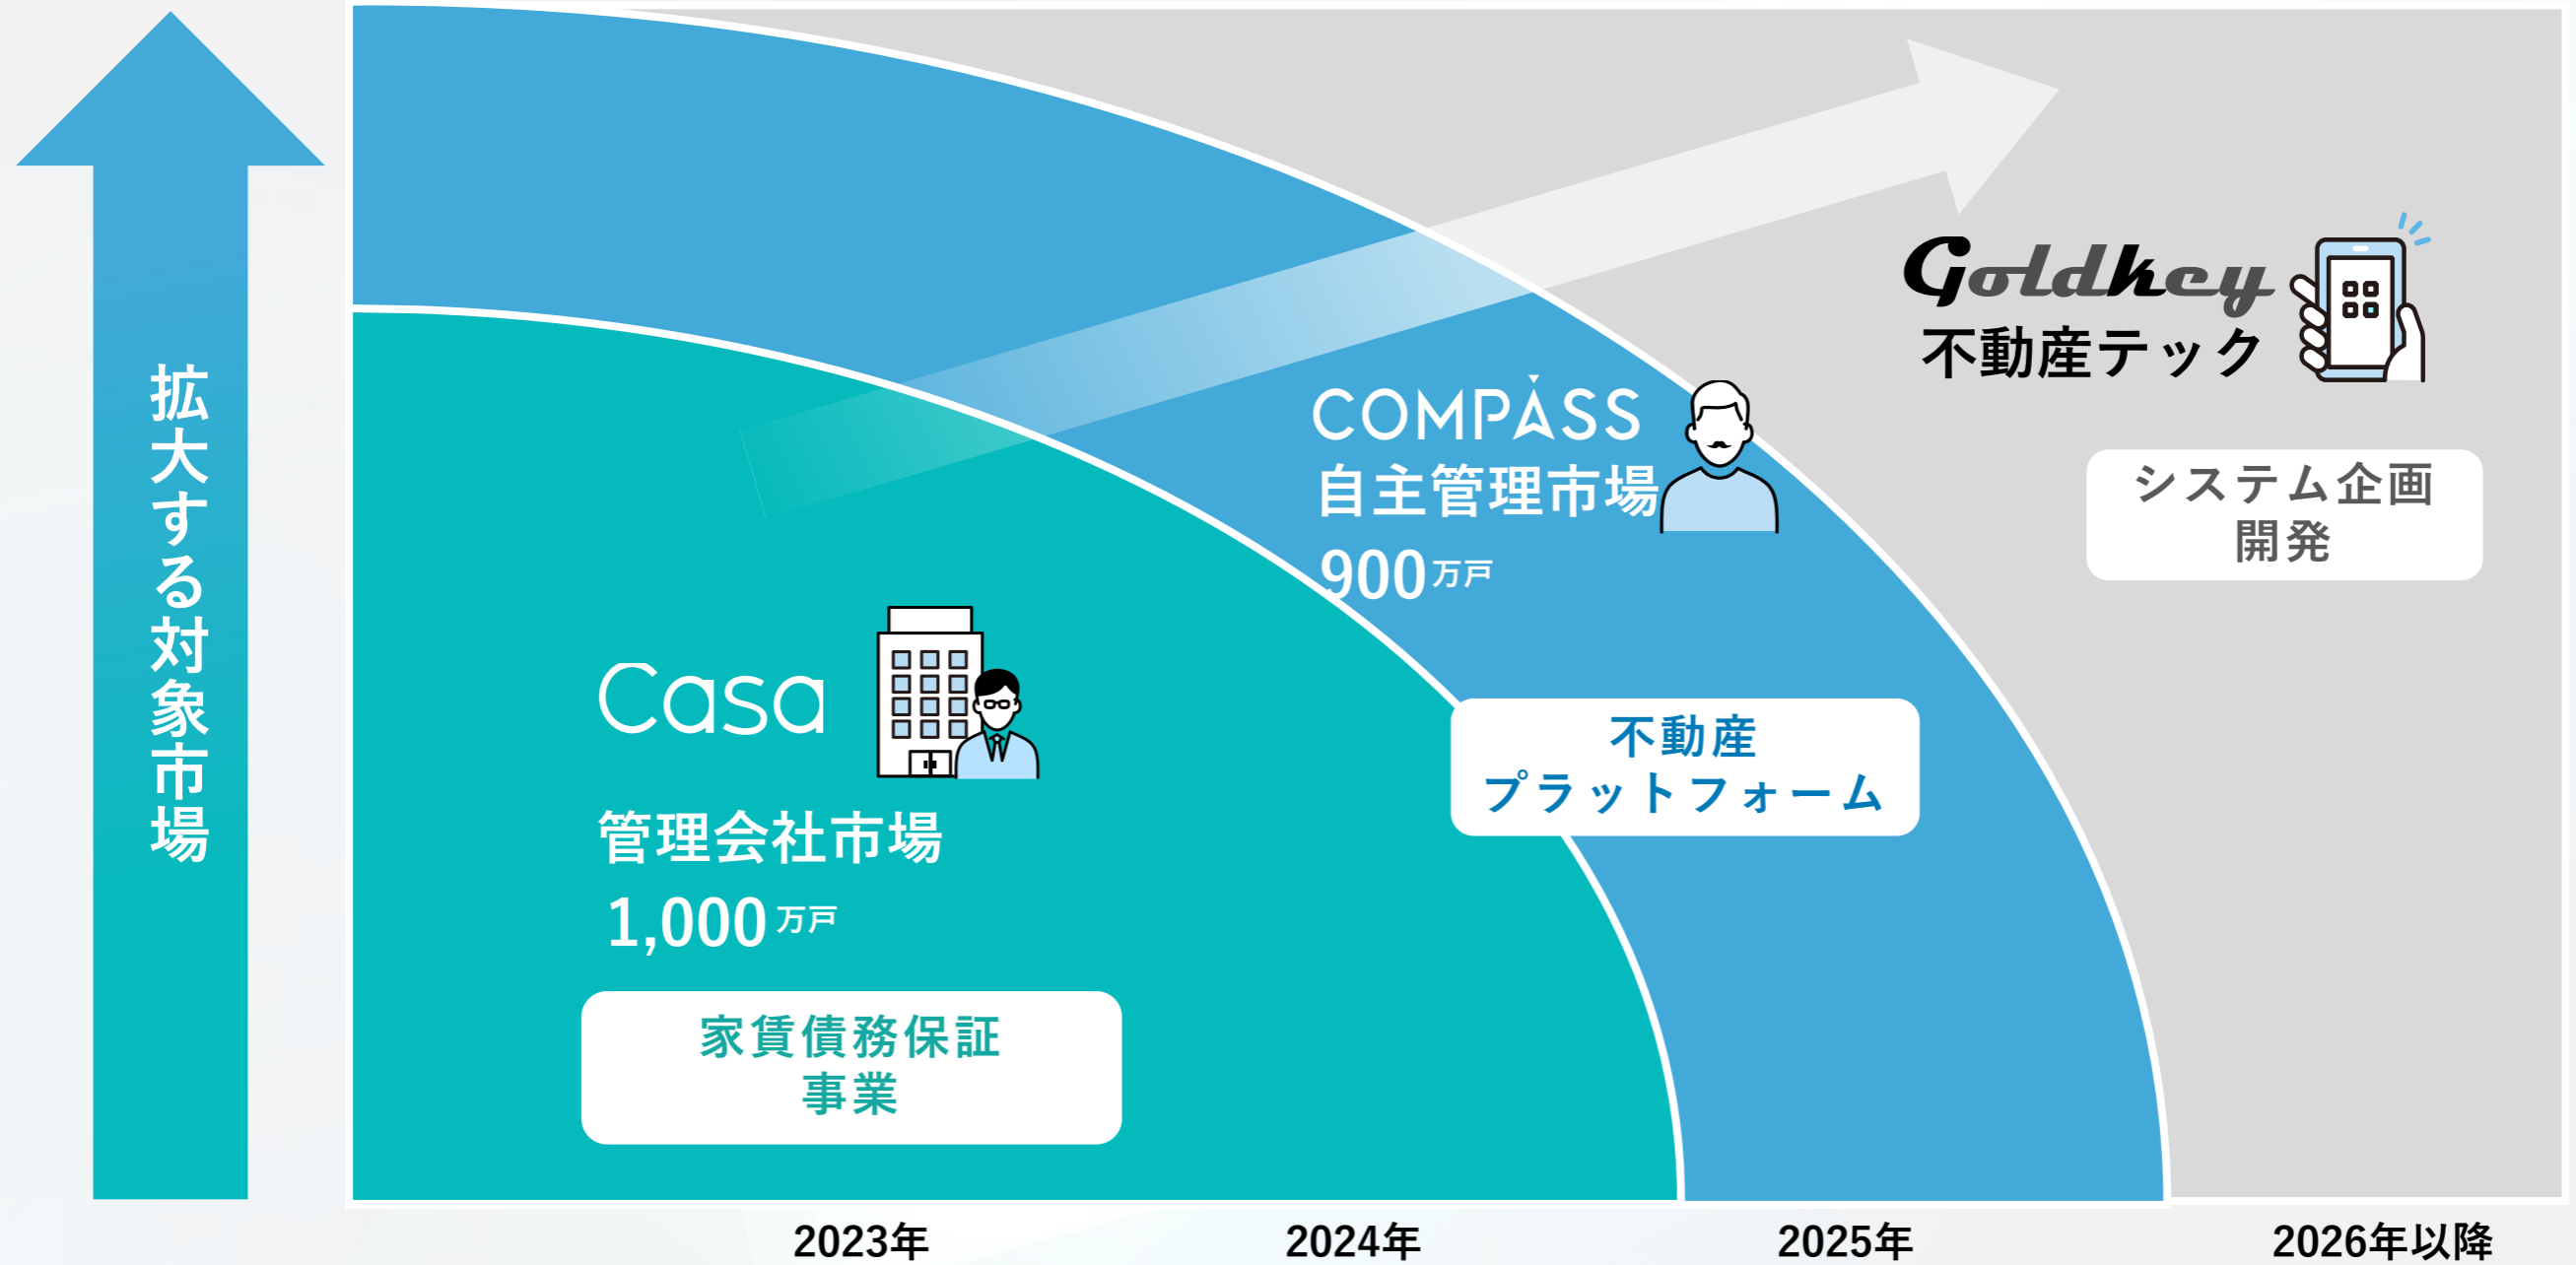 拡大する対象市場
Goldkey
不動産テック
システム企画
開発
COMPASS
自主管理市場
900万戸
不動産
プラットフォーム
Casa
管理会社市場
1,000万戸
家賃債務保証
事業
2023年
2024年
2025年
2026年以降